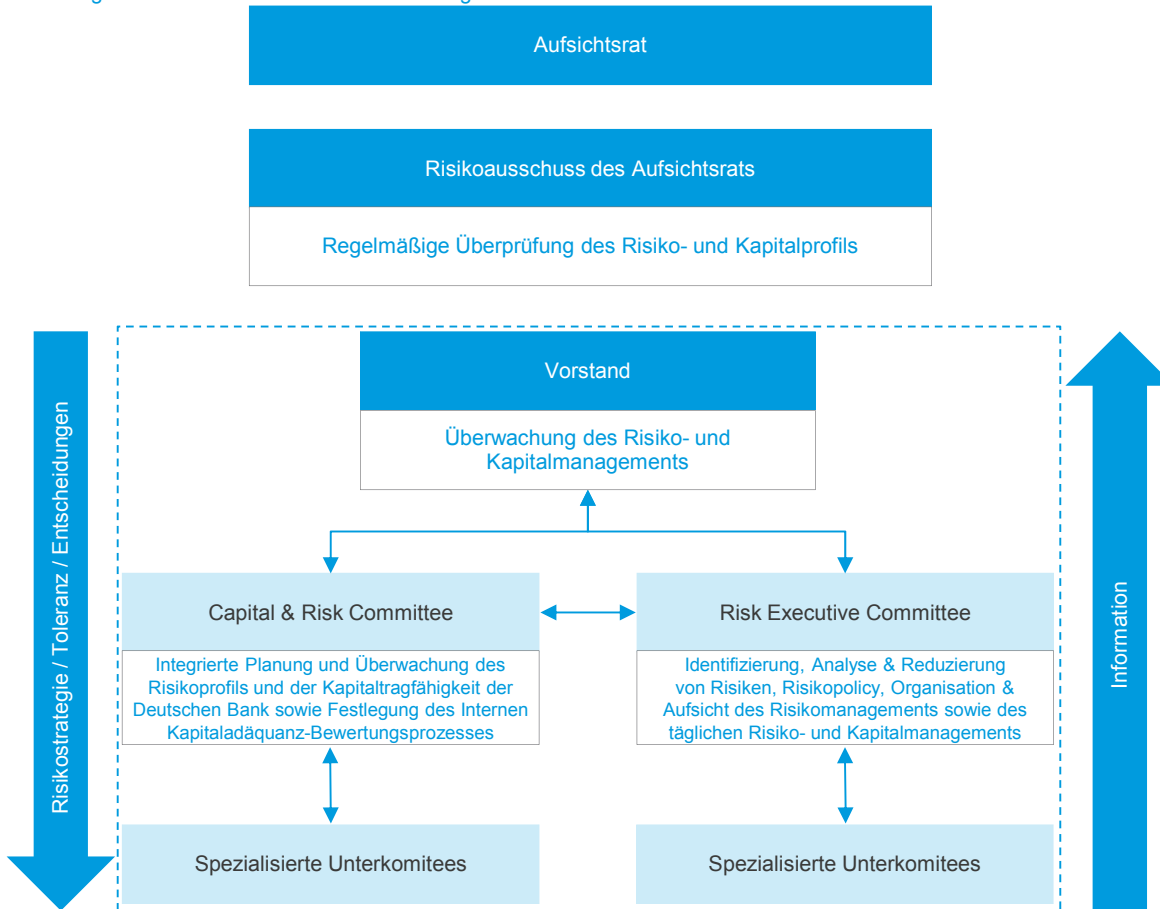 Aufsichtsrat
Risikoausschuss des Aufsichtsrats
Regelmäßige Überprüfung des Risiko- und Kapitalprofils
Risikostrategie / Toleranz / Entscheidungen
Vorstand
Überwachung des Risiko- und
Kapitalmanagements
Information
Capital & Risk Committee
Integrierte Planung und Überwachung des
Risikoprofils und der Kapitaltragfähigkeit der
Deutschen Bank sowie Festlegung des Internen
Kapitaladäquanz-Bewertungsprozesses
Risk Executive Committee
Identifizierung, Analyse & Reduzierung
von Risiken, Risikopolicy, Organisation &
Aufsicht des Risikomanagements sowie des
täglichen Risiko- und Kapitalmanagements
Spezialisierte Unterkomitees
Spezialisierte Unterkomitees